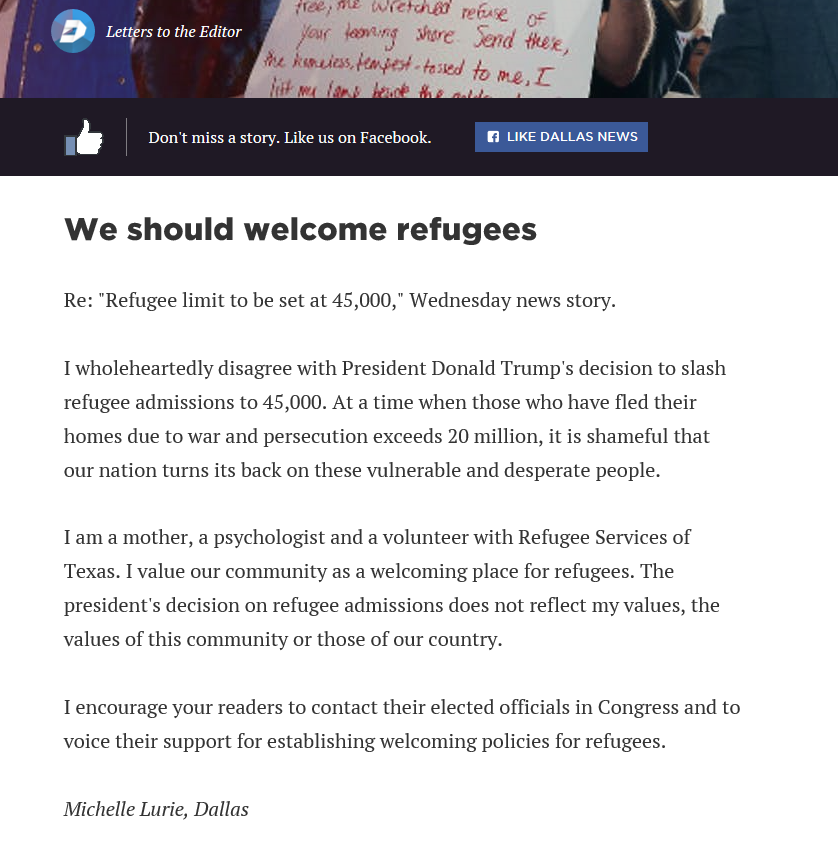 free, the wretched refuse of
Letters to the Editor
your teeming shore. Send these,
the homeless, tempest-tossed to me, I
lift my lamp beside the
Don't miss a story. Like us on Facebook.
LIKE DALLAS NEWS
We should welcome refugees
Re: "Refugee limit to be set at 45,000," Wednesday news story.
I wholeheartedly disagree with President Donald Trump's decision to slash
refugee admissions to 45,000. At a time when those who have fled their
homes due to war and persecution exceeds 20 million, it is shameful that
our nation turns its back on these vulnerable and desperate people.
I am a mother, a psychologist and a volunteer with Refugee Services of
Texas. I value our community as a welcoming place for refugees. The
president's decision on refugee admissions does not reflect my values, the
values of this community or those of our country.
I encourage your readers to contact their elected officials in Congress and to
voice their support for establishing welcoming policies for refugees.
Michelle Lurie, Dallas